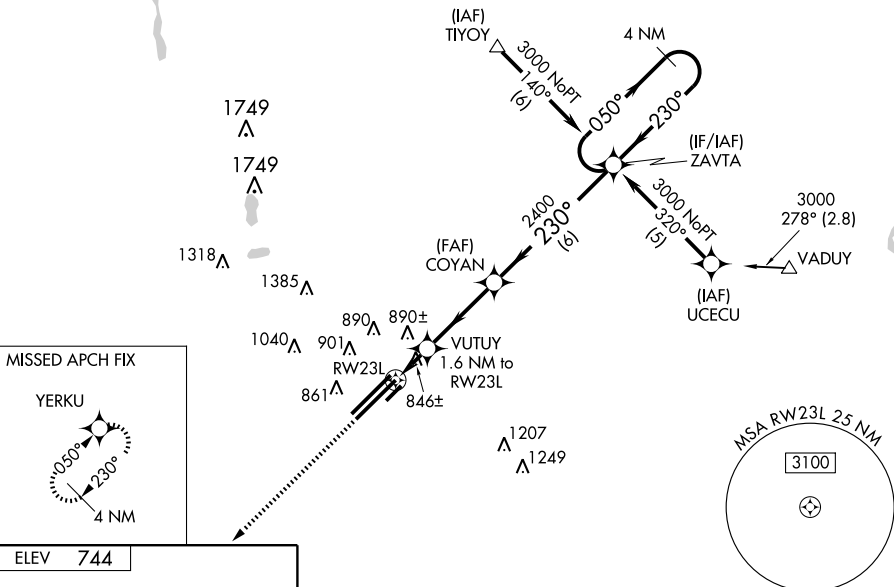 (IAF)
TIYOY
3000 NoPT
140°
(6)
4 NM
050°
230°
(IF/IAF)
ZAVTA
3000 NoPT
320°
(5)
3000
278° (2.8)
VADUY
(IAF)
UCECU
2400
230°
(6)
(FAF)
COYAN
1749
1749
1318
1385
890
890±
1040
901
RW23L
861
VUTUY
1.6 NM to
RW23L
846±
1207
1249
MISSED APCH FIX
YERKU
050°
230°
4 NM
MSA RW23L 25 NM
3100
ELEV 744